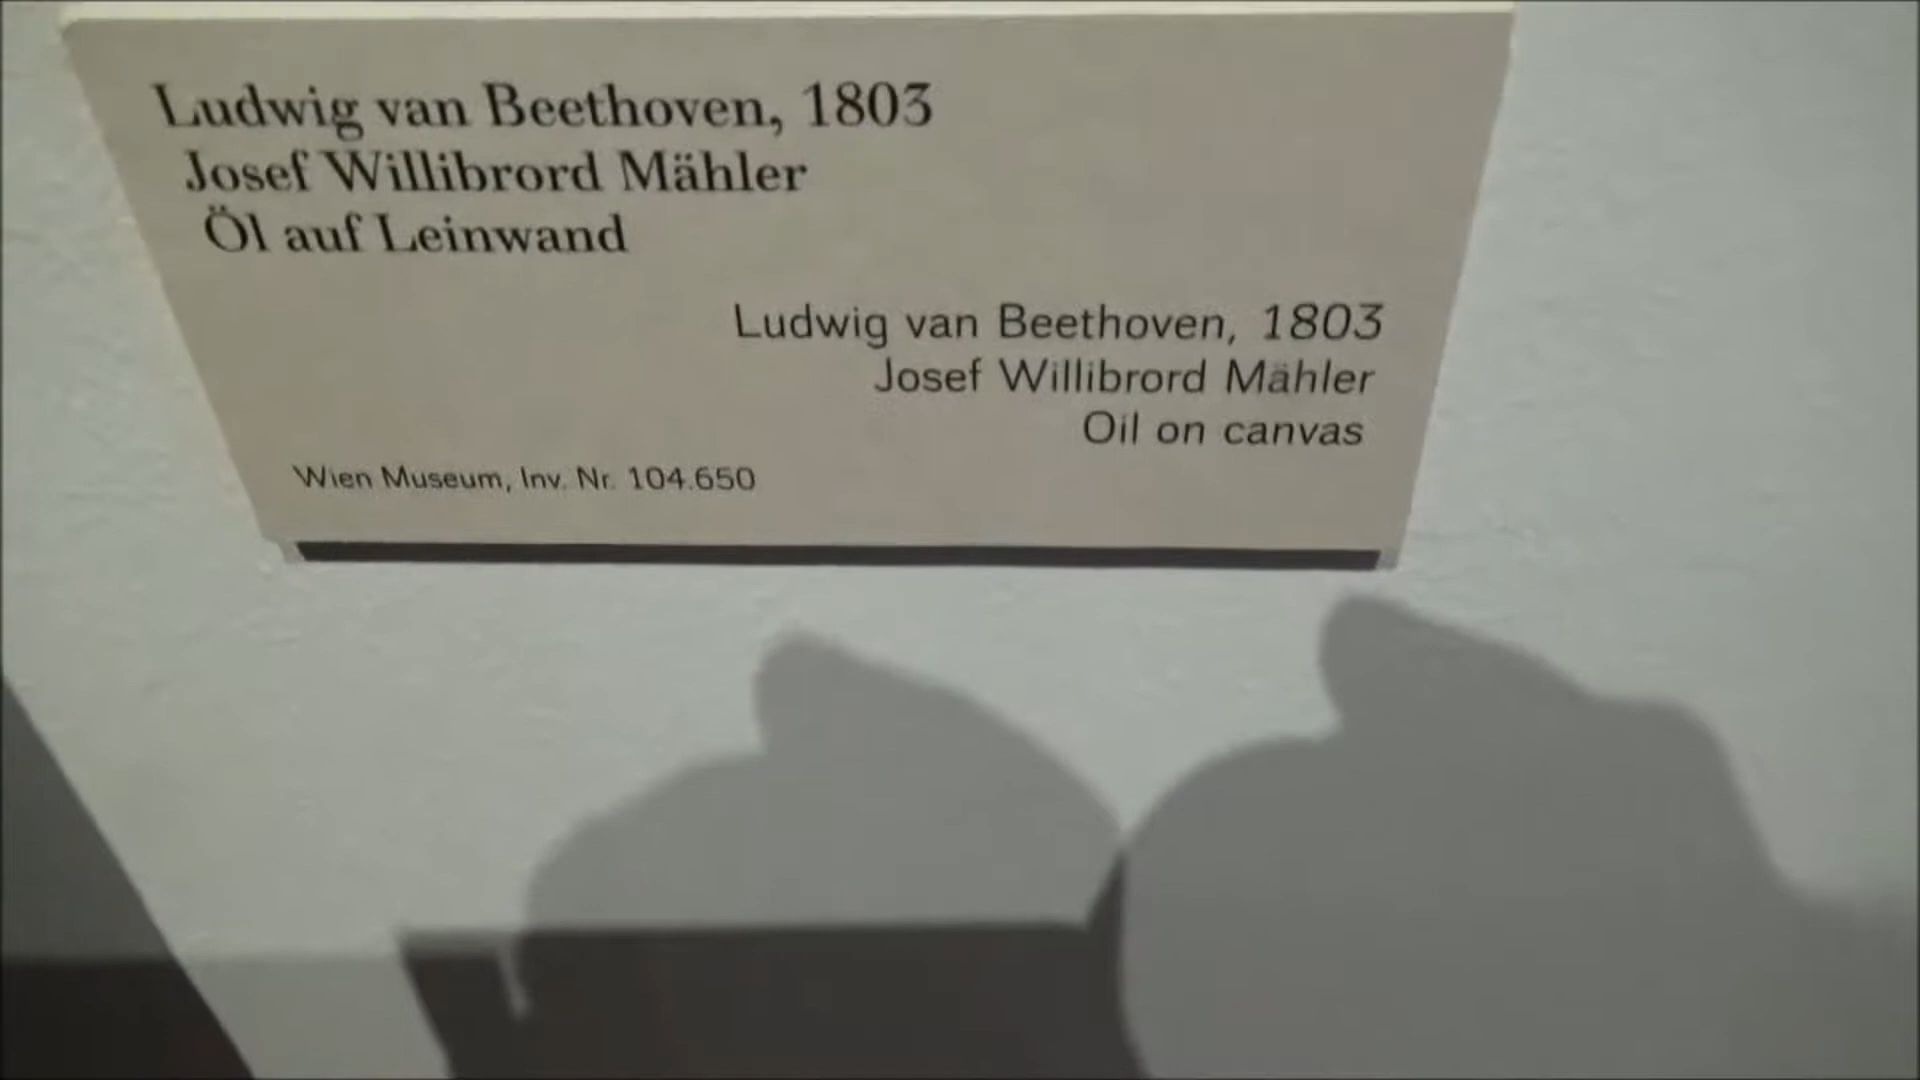 Ludwig van Beethoven, 1803
Josef Willibrord Mähler
Öl auf Leinwand
Ludwig van Beethoven, 1803
Josef Willibrord Mähler
Oil on canvas
Wien Museum, Inv. Nr. 104.650